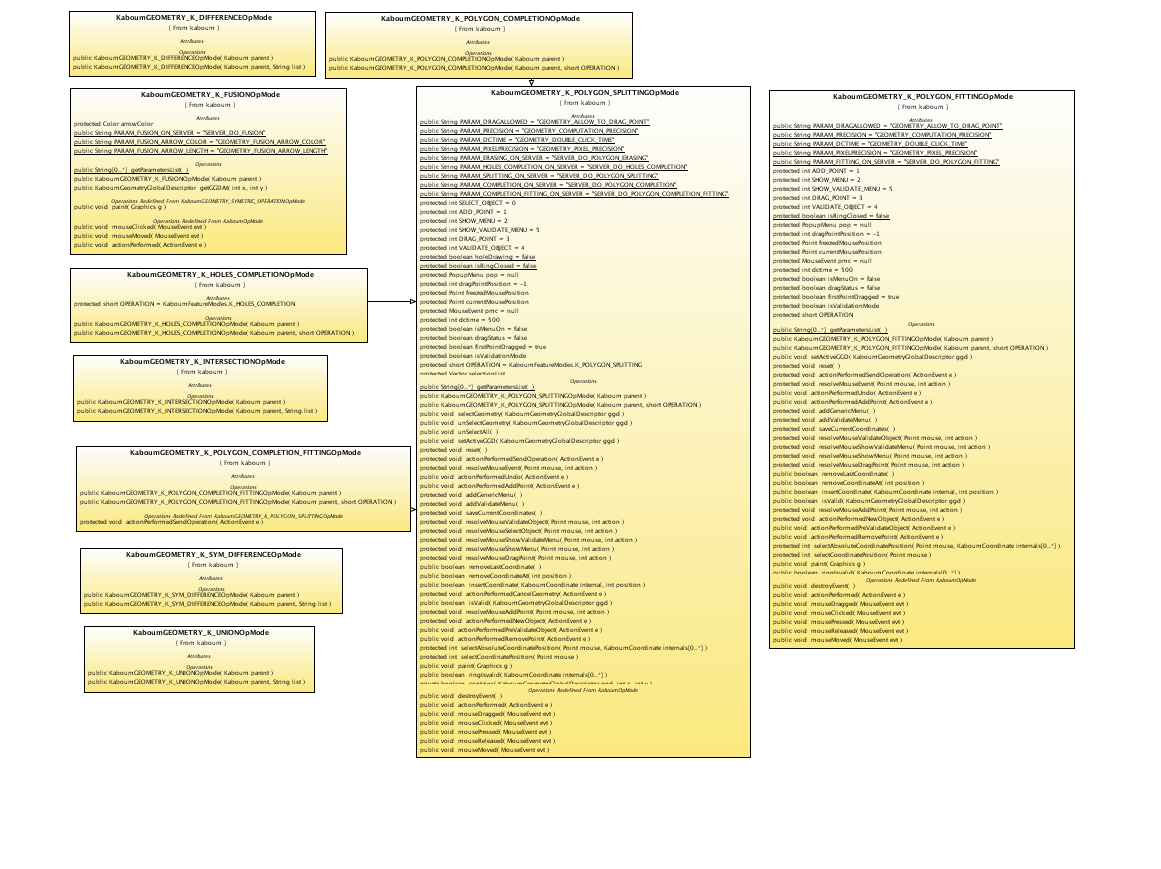 KaboumGEOMETRY_K_DIFFERENCEOpMode
{ From kaboum }
Attributes
Operations
public KaboumGEOMETRY_K_DIFFERENCEOpMode( Kaboum parent )
public KaboumGEOMETRY_K_DIFFERENCEOpMode( Kaboum parent, String list )
KaboumGEOMETRY_K_POLYGON_COMPLETIONOpMode
{ From kaboum }
Attributes
Operations
public KaboumGEOMETRY_K_POLYGON_COMPLETIONOpMode( Kaboum parent )
public KaboumGEOMETRY_K_POLYGON_COMPLETIONOpMode( Kaboum parent, short OPERATION )
KaboumGEOMETRY_K_FUSIONOpMode
{ From kaboum }
Attributes
protected Color arrowColor
public String PARAM_FUSION_ON_SERVER = "SERVER_DO_FUSION"
public String PARAM_FUSION_ARROW_COLOR = "GEOMETRY_FUSION_ARROW_COLOR"
public String PARAM_FUSION_ARROW_LENGTH = "GEOMETRY_FUSION_ARROW_LENGTH"
Operations
public String[0..*] getParametersList( )
public KaboumGEOMETRY_K_FUSIONOpMode( Kaboum parent )
public KaboumGeometryGlobalDescriptor getGGDAt( int x, int y )
Operations Redefined From KaboumGEOMETRY_SYMETRIC_OPERATIONOpMode
public void paint( Graphics g )
Operations Redefined From KaboumOpMode
public void mouseClicked( MouseEvent evt )
public void mouseMoved( MouseEvent evt )
public void actionPerformed( ActionEvent e )
KaboumGEOMETRY_K_HOLES_COMPLETIONOpMode
{ From kaboum }
Attributes
protected short OPERATION = KaboumFeatureModes.K_HOLES_COMPLETION
Operations
public KaboumGEOMETRY_K_HOLES_COMPLETIONOpMode( Kaboum parent )
public KaboumGEOMETRY_K_HOLES_COMPLETIONOpMode( Kaboum parent, short OPERATION )
KaboumGEOMETRY_K_INTERSECTIONOpMode
{ From kaboum }
Attributes
Operations
public KaboumGEOMETRY_K_INTERSECTIONOpMode( Kaboum parent )
public KaboumGEOMETRY_K_INTERSECTIONOpMode( Kaboum parent, String list )
KaboumGEOMETRY_K_POLYGON_COMPLETION_FITTINGOpMode
{ From kaboum }
Attributes
Operations
public KaboumGEOMETRY_K_POLYGON_COMPLETION_FITTINGOpMode( Kaboum parent )
public KaboumGEOMETRY_K_POLYGON_COMPLETION_FITTINGOpMode( Kaboum parent, short OPERATION )
Operations Redefined From KaboumGEOMETRY_K_POLYGON_SPLITTINGOpMode
protected void actionPerformedSendOperation( ActionEvent e )
KaboumGEOMETRY_K_SYM_DIFFERENCEOpMode
{ From kaboum }
Attributes
Operations
public KaboumGEOMETRY_K_SYM_DIFFERENCEOpMode( Kaboum parent )
public KaboumGEOMETRY_K_SYM_DIFFERENCEOpMode( Kaboum parent, String list )
KaboumGEOMETRY_K_UNIONOpMode
{ From kaboum }
Attributes
Operations
public KaboumGEOMETRY_K_UNIONOpMode( Kaboum parent )
public KaboumGEOMETRY_K_UNIONOpMode( Kaboum parent, String list )
KaboumGEOMETRY_K_POLYGON_SPLITTINGOpMode
{ From kaboum }
Attributes
public String PARAM_DRAGALLOWED = "GEOMETRY_ALLOW_TO_DRAG_POINT"
public String PARAM_PRECISION = "GEOMETRY_COMPUTATION_PRECISION"
public String PARAM_DCTIME = "GEOMETRY_DOUBLE_CLICK_TIME"
public String PARAM_PIXELPRECISION = "GEOMETRY_PIXEL_PRECISION"
public String PARAM_ERASING_ON_SERVER = "SERVER_DO_POLYGON_ERASING"
public String PARAM_HOLES_COMPLETION_ON_SERVER = "SERVER_DO_HOLES_COMPLETION"
public String PARAM_SPLITTING_ON_SERVER = "SERVER_DO_POLYGON_SPLITTING"
public String PARAM_COMPLETION_ON_SERVER = "SERVER_DO_POLYGON_COMPLETION"
public String PARAM_COMPLETION_FITTING_ON_SERVER = "SERVER_DO_POLYGON_COMPLETION_FITTING"
protected int SELECT_OBJECT = 0
protected int ADD_POINT = 1
protected int SHOW_MENU = 2
protected int SHOW_VALIDATE_MENU = 5
protected int DRAG_POINT = 3
protected int VALIDATE_OBJECT = 4
protected boolean holeDrawing = false
protected boolean isRingClosed = false
protected PopupMenu pop = null
protected int dragPointPosition = -1
protected Point freezedMousePosition
protected Point currentMousePosition
protected MouseEvent pmc = null
protected int dctime = 500
protected boolean isMenuOn = false
protected boolean dragStatus = false
protected boolean firstPointDragged = true
protected boolean isValidationMode
protected short OPERATION = KaboumFeatureModes.K_POLYGON_SPLITTING
protected Vector selectionList
Operations
public String[0..*] getParametersList( )
public KaboumGEOMETRY_K_POLYGON_SPLITTINGOpMode( Kaboum parent )
public KaboumGEOMETRY_K_POLYGON_SPLITTINGOpMode( Kaboum parent, short OPERATION )
public void selectGeometry( KaboumGeometryGlobalDescriptor ggd )
public void unSelectGeometry( KaboumGeometryGlobalDescriptor ggd )
public void unSelectAll( )
public void setActiveGGD( KaboumGeometryGlobalDescriptor ggd )
protected void reset( )
protected void actionPerformedSendOperation( ActionEvent e )
protected void resolveMouseEvent( Point mouse, int action )
public void actionPerformedUndo( ActionEvent e )
public void actionPerformedAddPoint( ActionEvent e )
protected void addGenericMenu( )
protected void addValidateMenu( )
protected void saveCurrentCoordinates( )
protected void resolveMouseValidateObject( Point mouse, int action )
protected void resolveMouseSelectObject( Point mouse, int action )
protected void resolveMouseShowValidateMenu( Point mouse, int action )
protected void resolveMouseShowMenu( Point mouse, int action )
protected void resolveMouseDragPoint( Point mouse, int action )
public boolean removeLastCoordinate( )
public boolean removeCoordinateAt( int position )
public boolean insertCoordinate( KaboumCoordinate internal, int position )
protected void actionPerformedCancelGeometry( ActionEvent e )
public boolean isValid( KaboumGeometryGlobalDescriptor ggd )
protected void resolveMouseAddPoint( Point mouse, int action )
protected void actionPerformedNewObject( ActionEvent e )
public void actionPerformedPreValidateObject( ActionEvent e )
public void actionPerformedRemovePoint( ActionEvent e )
protected int selectAbsoluteCoordinatePosition( Point mouse, KaboumCoordinate internals[0..*] )
protected int selectCoordinatePosition( Point mouse )
public void paint( Graphics g )
public boolean ringIsvalid( KaboumCoordinate internals[0..*] )
Operations Redefined From KaboumOpMode
public void destroyEvent( )
public void actionPerformed( ActionEvent e )
public void mouseDragged( MouseEvent evt )
public void mouseClicked( MouseEvent evt )
public void mousePressed( MouseEvent evt )
public void mouseReleased( MouseEvent evt )
public void mouseMoved( MouseEvent evt )
KaboumGEOMETRY_K_POLYGON_FITTINGOpMode
{ From kaboum }
Attributes
public String PARAM_DRAGALLOWED = "GEOMETRY_ALLOW_TO_DRAG_POINT"
public String PARAM_PRECISION = "GEOMETRY_COMPUTATION_PRECISION"
public String PARAM_DCTIME = "GEOMETRY_DOUBLE_CLICK_TIME"
public String PARAM_PIXELPRECISION = "GEOMETRY_PIXEL_PRECISION"
public String PARAM_FITTING_ON_SERVER = "SERVER_DO_POLYGON_FITTING"
protected int ADD_POINT = 1
protected int SHOW_MENU = 2
protected int SHOW_VALIDATE_MENU = 5
protected int DRAG_POINT = 3
protected int VALIDATE_OBJECT = 4
protected boolean isRingClosed = false
protected PopupMenu pop = null
protected int dragPointPosition = -1
protected Point freezedMousePosition
protected Point currentMousePosition
protected MouseEvent pmc = null
protected int dctime = 500
protected boolean isMenuOn = false
protected boolean dragStatus = false
protected boolean firstPointDragged = true
protected boolean isValidationMode
protected short OPERATION
Operations
public String[0..*] getParametersList( )
public KaboumGEOMETRY_K_POLYGON_FITTINGOpMode( Kaboum parent )
public KaboumGEOMETRY_K_POLYGON_FITTINGOpMode( Kaboum parent, short OPERATION )
public void setActiveGGD( KaboumGeometryGlobalDescriptor ggd )
protected void reset( )
protected void actionPerformedSendOperation( ActionEvent e )
protected void resolveMouseEvent( Point mouse, int action )
public void actionPerformedUndo( ActionEvent e )
public void actionPerformedAddPoint( ActionEvent e )
protected void addGenericMenu( )
protected void addValidateMenu( )
protected void saveCurrentCoordinates( )
protected void resolveMouseValidateObject( Point mouse, int action )
protected void resolveMouseShowValidateMenu( Point mouse, int action )
protected void resolveMouseShowMenu( Point mouse, int action )
protected void resolveMouseDragPoint( Point mouse, int action )
public boolean removeLastCoordinate( )
public boolean removeCoordinateAt( int position )
public boolean insertCoordinate( KaboumCoordinate internal, int position )
public boolean isValid( KaboumGeometryGlobalDescriptor ggd )
protected void resolveMouseAddPoint( Point mouse, int action )
protected void actionPerformedNewObject( ActionEvent e )
public void actionPerformedPreValidateObject( ActionEvent e )
public void actionPerformedRemovePoint( ActionEvent e )
protected int selectAbsoluteCoordinatePosition( Point mouse, KaboumCoordinate internals[0..*] )
protected int selectCoordinatePosition( Point mouse )
public void paint( Graphics g )
public boolean ringIsvalid( KaboumCoordinate internals[0..*] )
Operations Redefined From KaboumOpMode
public void destroyEvent( )
public void actionPerformed( ActionEvent e )
public void mouseDragged( MouseEvent evt )
public void mouseClicked( MouseEvent evt )
public void mousePressed( MouseEvent evt )
public void mouseReleased( MouseEvent evt )
public void mouseMoved( MouseEvent evt )